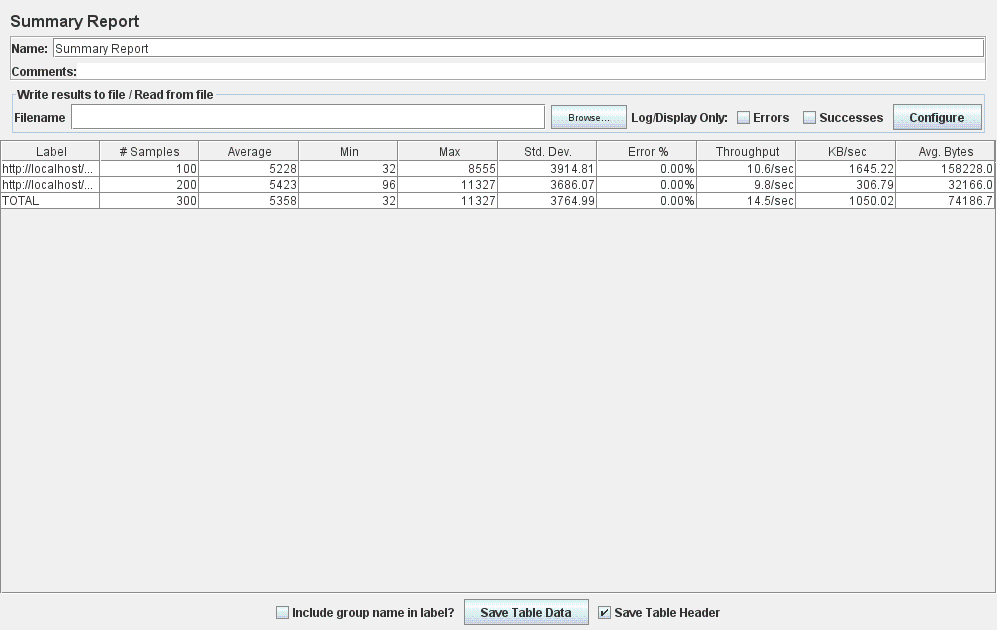 Summary Report
Name: Summary Report
Comments:
Write results to file / Read from file
Filename Browse... Log/Display Only: Errors Successes Configure
Label # Samples Average Min Max Std. Dev. Error % Throughput KB/sec Avg. Bytes
http://localhost/... 100 5228 32 8555 3914.81 0.00% 10.6/sec 1645.22 158228.0
http://localhost/... 200 5423 96 11327 3686.07 0.00% 9.8/sec 306.79 32166.0
TOTAL 300 5358 32 11327 3764.99 0.00% 14.5/sec 1050.02 74186.7
Include group name in label? Save Table Data Save Table Header